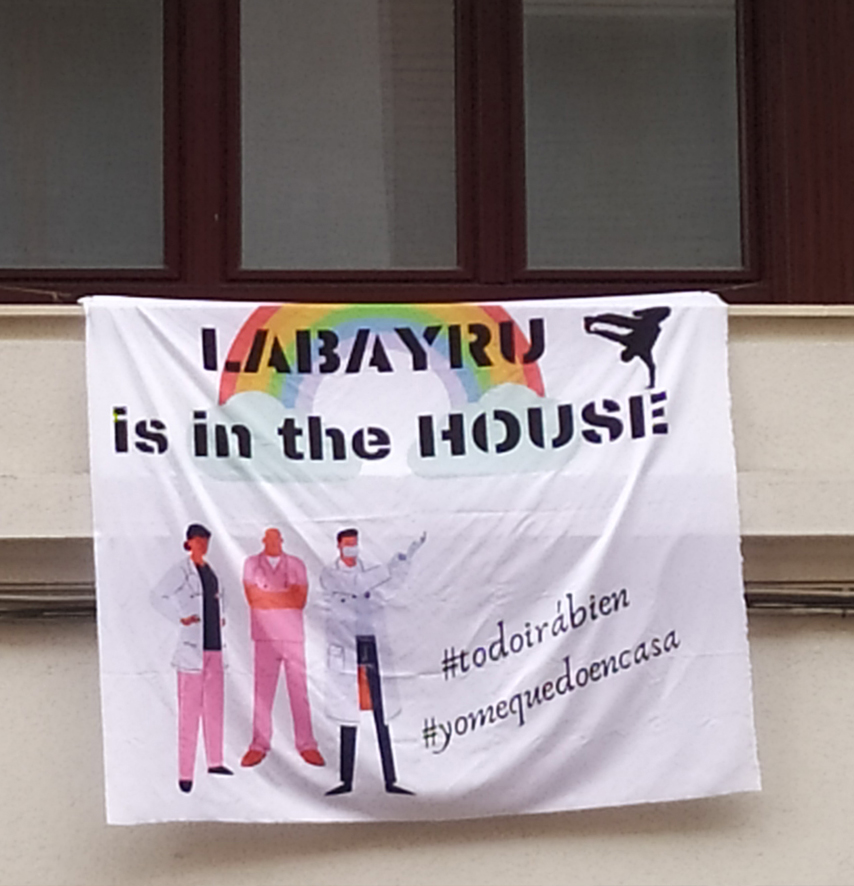 LABAYRU
is in the HOUSE
#todoirábien
#yomequedoencasa